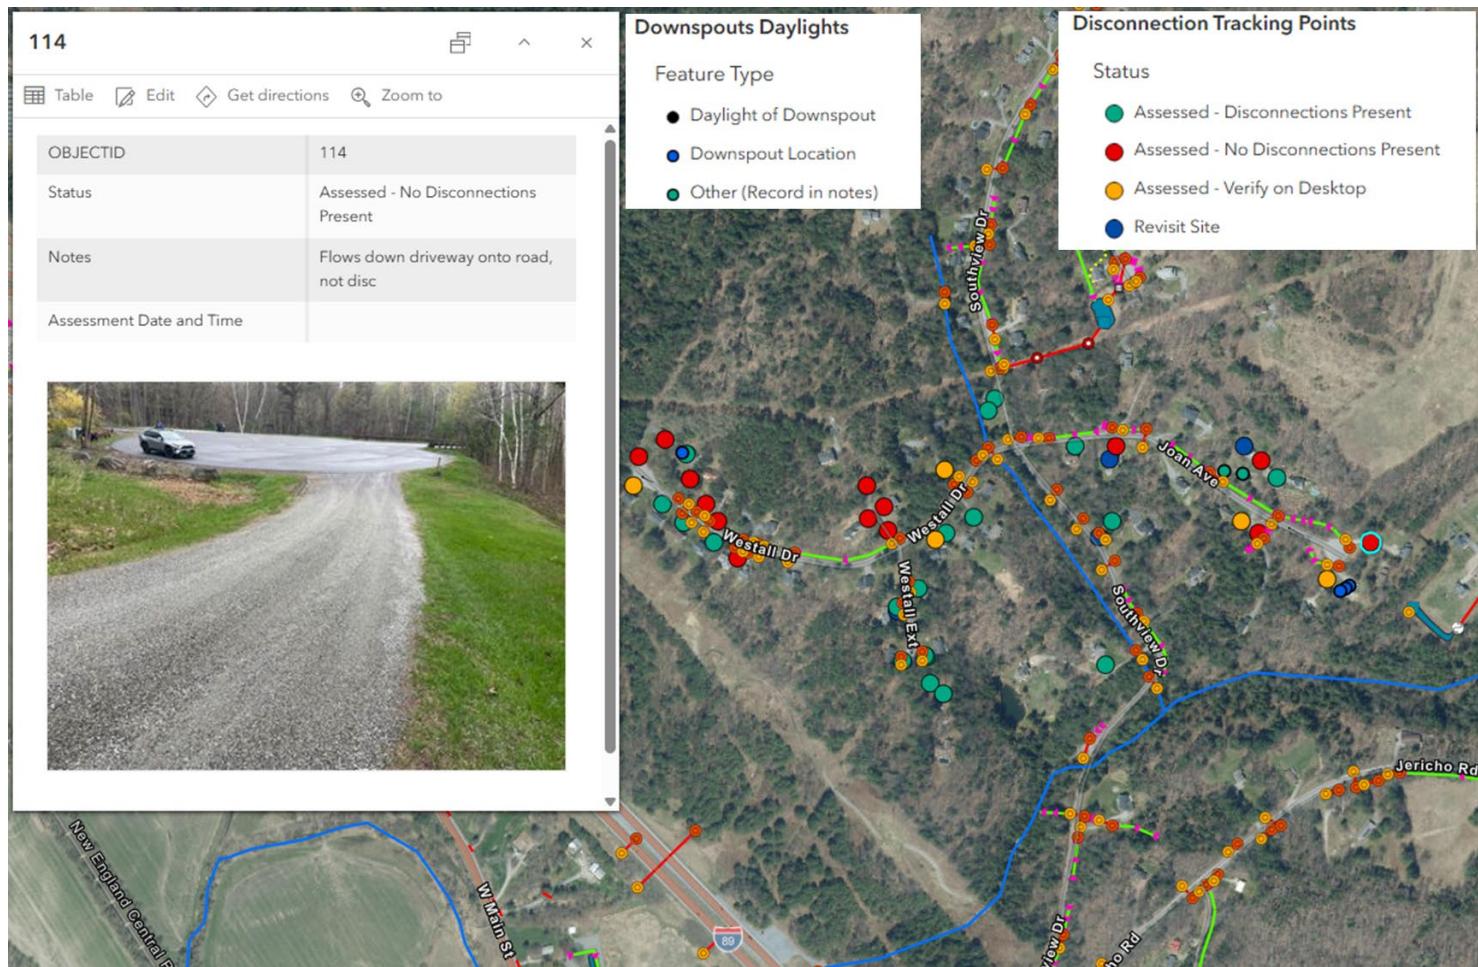 114
Table
Edit
Get directions
Zoom to
OBJECTID
114
Status
Assessed - No Disconnections
Present
Notes
Flows down driveway onto road,
not disc
Assessment Date and Time
Downspouts Daylights
Feature Type
Daylight of Downspout
Downspout Location
Other (Record in notes)
Disconnection Tracking Points
Status
Assessed - Disconnections Present
Assessed - No Disconnections Present
Assessed - Verify on Desktop
Revisit Site
Southview Dr
Joan Ave
Westall Dr
Westall Dr
Westall Ext
Southview Dr
Jericho Rd
New England Central R
W Main St
89
view Dr
ho Rd